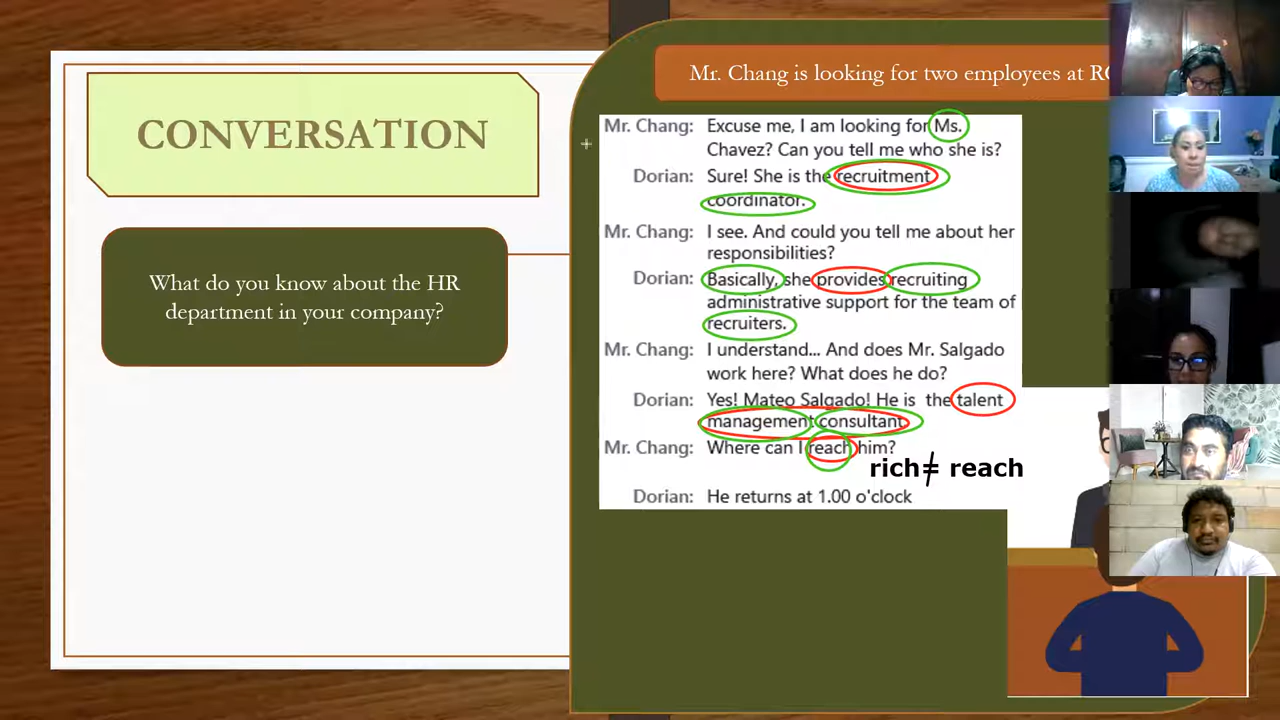 CONVERSATION
What do you know about the HR
department in your company?
Mr. Chang is looking for two employees at
Mr. Chang: Excuse me, I am looking for Ms.
Chavez? Can you tell me who she is?
Dorian: Sure! She is the recruitment
coordinator.
Mr. Chang: I see. And could you tell me about her
responsibilities?
Dorian: Basically, she provides recruiting
administrative support for the team of
recruiters.
Mr. Chang: I understand... And does Mr. Salgado
work here? What does he do?
Dorian: Yes! Mateo Salgado! He is the talent
management consultant
Mr. Chang: Where can I reach him?
rich ≠ reach
Dorian: He returns at 1.00 o'clock